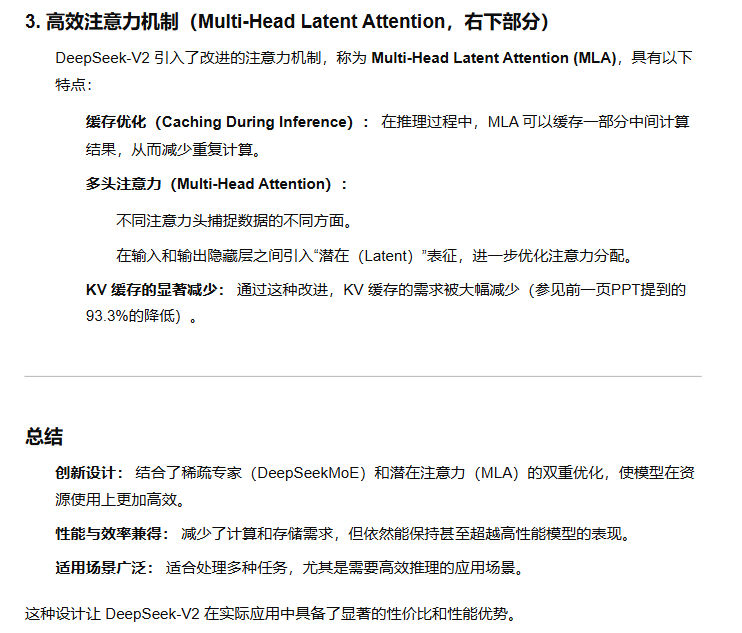 3. 高效注意力机制（Multi-Head Latent Attention，右下部分）
DeepSeek-V2 引入了改进的注意力机制，称为 Multi-Head Latent Attention (MLA)，具有以下
特点：
缓存优化（Caching During Inference）： 在推理过程中，MLA 可以缓存一部分中间计算
结果，从而减少重复计算。
多头注意力（Multi-Head Attention）：
不同注意力头捕捉数据的不同方面。
在输入和输出隐藏层之间引入“潜在（Latent）”表征，进一步优化注意力分配。
KV 缓存的显著减少： 通过这种改进，KV 缓存的需求被大幅减少（参见前一页PPT提到的
93.3%的降低）。
总结
创新设计： 结合了稀疏专家（DeepSeekMoE）和潜在注意力（MLA）的双重优化，使模型在资
源使用上更加高效。
性能与效率兼得： 减少了计算和存储需求，但依然能保持甚至超越高性能模型的表现。
适用场景广泛： 适合处理多种任务，尤其是需要高效推理的应用场景。
这种设计让 DeepSeek-V2 在实际应用中具备了显著的性价比和性能优势。